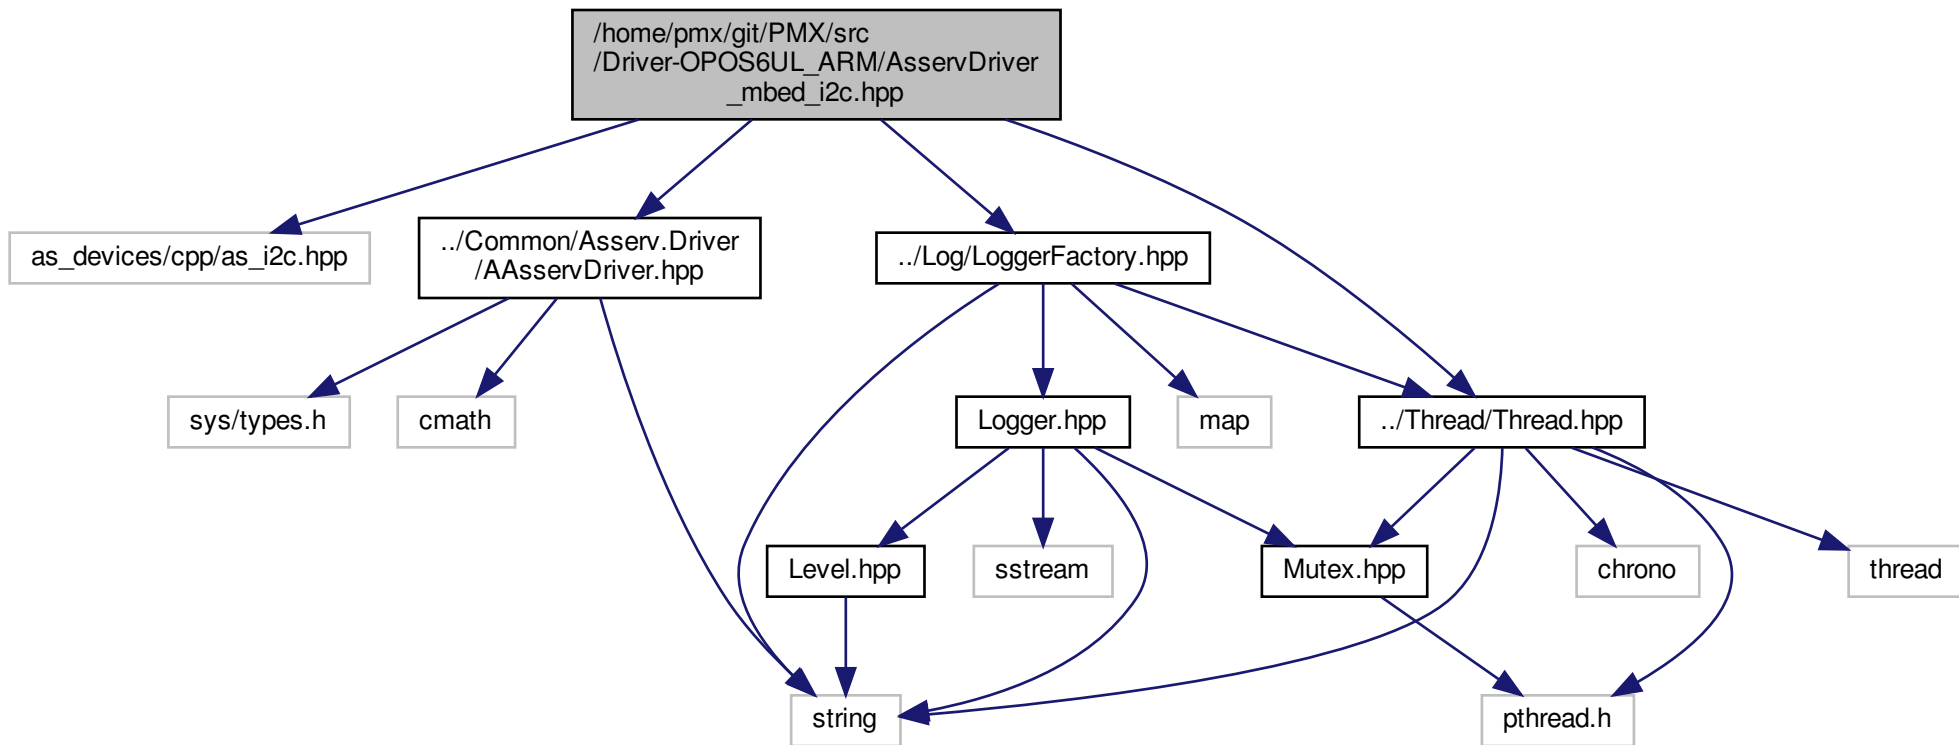 /home/pmx/git/PMX/src
/Driver-OPOS6UL_ARM/AsservDriver
_mbed_i2c.hpp
as_devices/cpp/as_i2c.hpp
../Common/Asserv.Driver
/AAsservDriver.hpp
../Log/LoggerFactory.hpp
sys/types.h
cmath
Logger.hpp
map
../Thread/Thread.hpp
Level.hpp
sstream
Mutex.hpp
chrono
thread
string
pthread.h